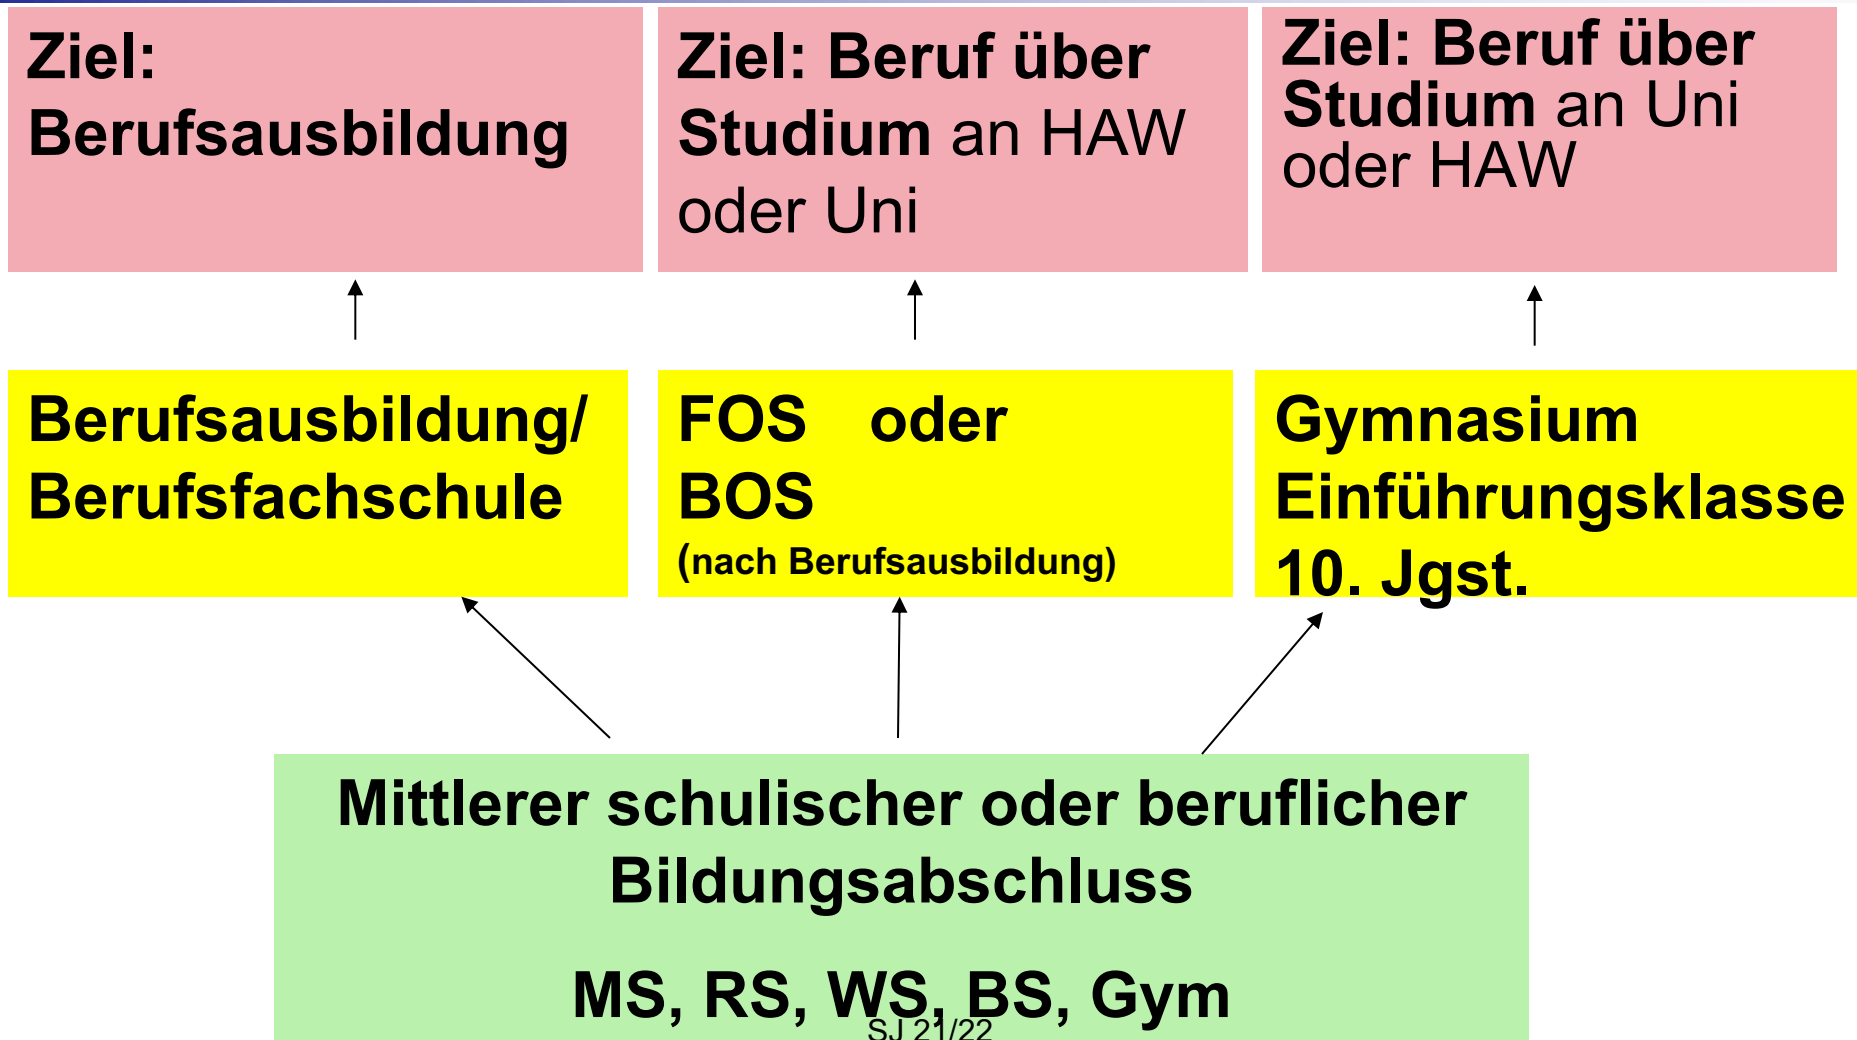 Ziel:
Berufsausbildung
Ziel: Beruf über
Studium an HAW
oder Uni
Ziel: Beruf über
Studium an Uni
oder HAW
Berufsausbildung/
Berufsfachschule
FOS oder
BOS
(nach Berufsausbildung)
Gymnasium
Einführungsklasse
10. Jgst.
Mittlerer schulischer oder beruflicher
Bildungsabschluss
MS, RS, WS, BS, Gym
SJ 21/22